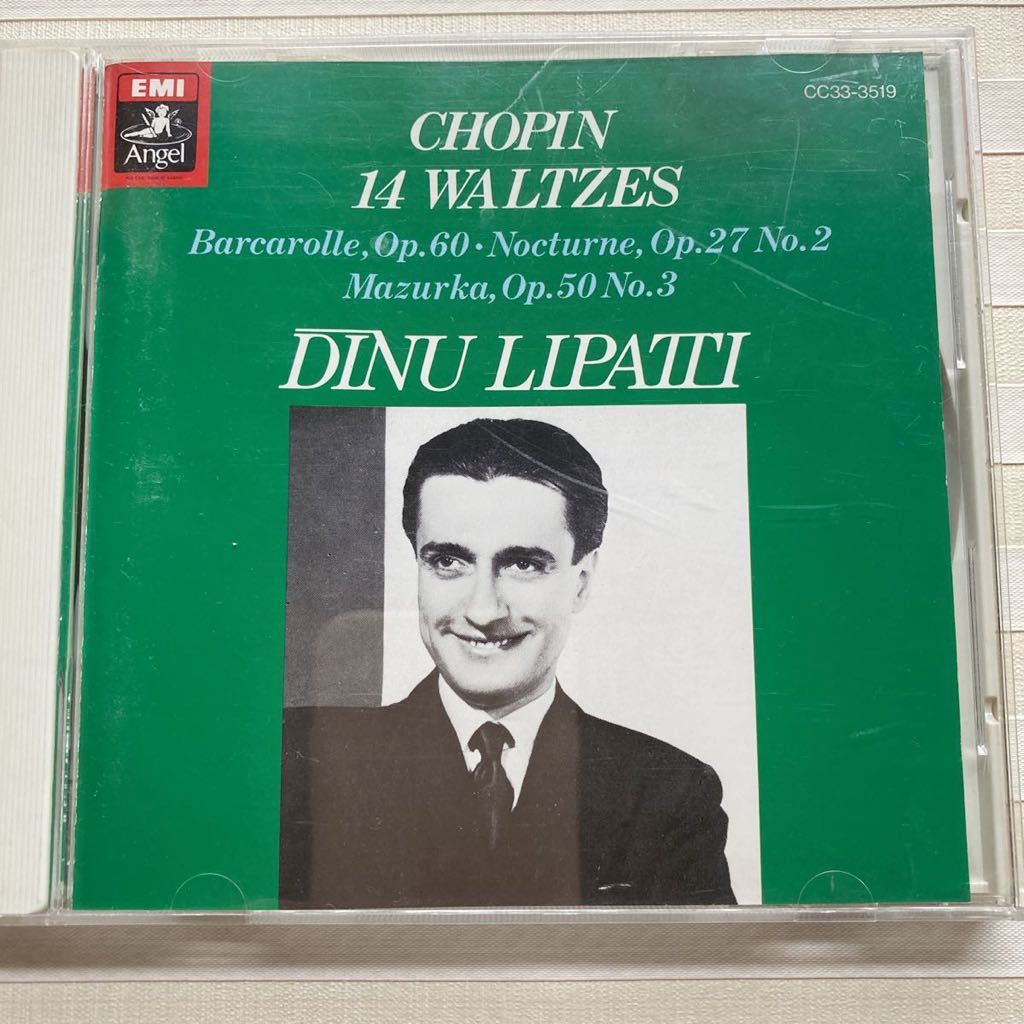 EMI
Angel
CC33-3519
CHOPIN
14 WALTZES
Barcarolle, Op.60・Nocturne, Op.27 No.2
Mazurka, Op.50 No.3
DINU LIPATTI